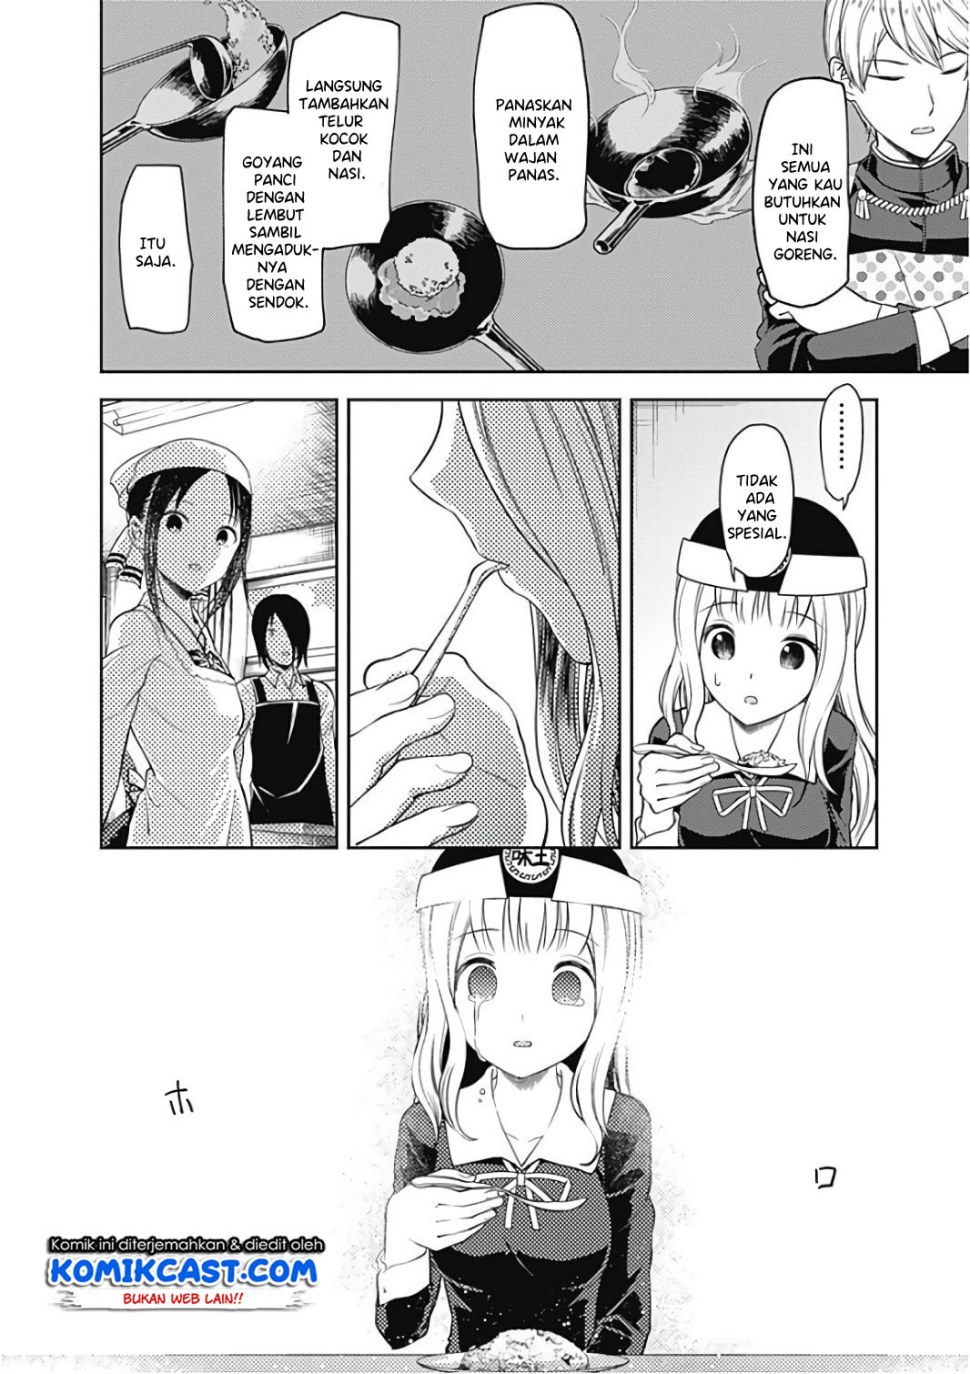 INI
SEMUA
YANG KAU
BUTUHKAN
UNTUK
NASI
GORENG.
PANASKAN
MINYAK
DALAM
WAJAN
PANAS.
LANGSUNG
TAMBAHKAN
TELUR
KOCOK
DAN
NASI.
GOYANG
PANCI
DENGAN
LEMBUT
SAMBIL
MENGADUK-
NYA
DENGAN
SENDOK.
ITU
SAJA.
.........
TIDAK
ADA
YANG
SPESIAL.
味王
ホ
ロ
Komik ini diterjemahkan & diedit oleh
KOMIKCAST.COM
BUKAN WEB LAIN!!